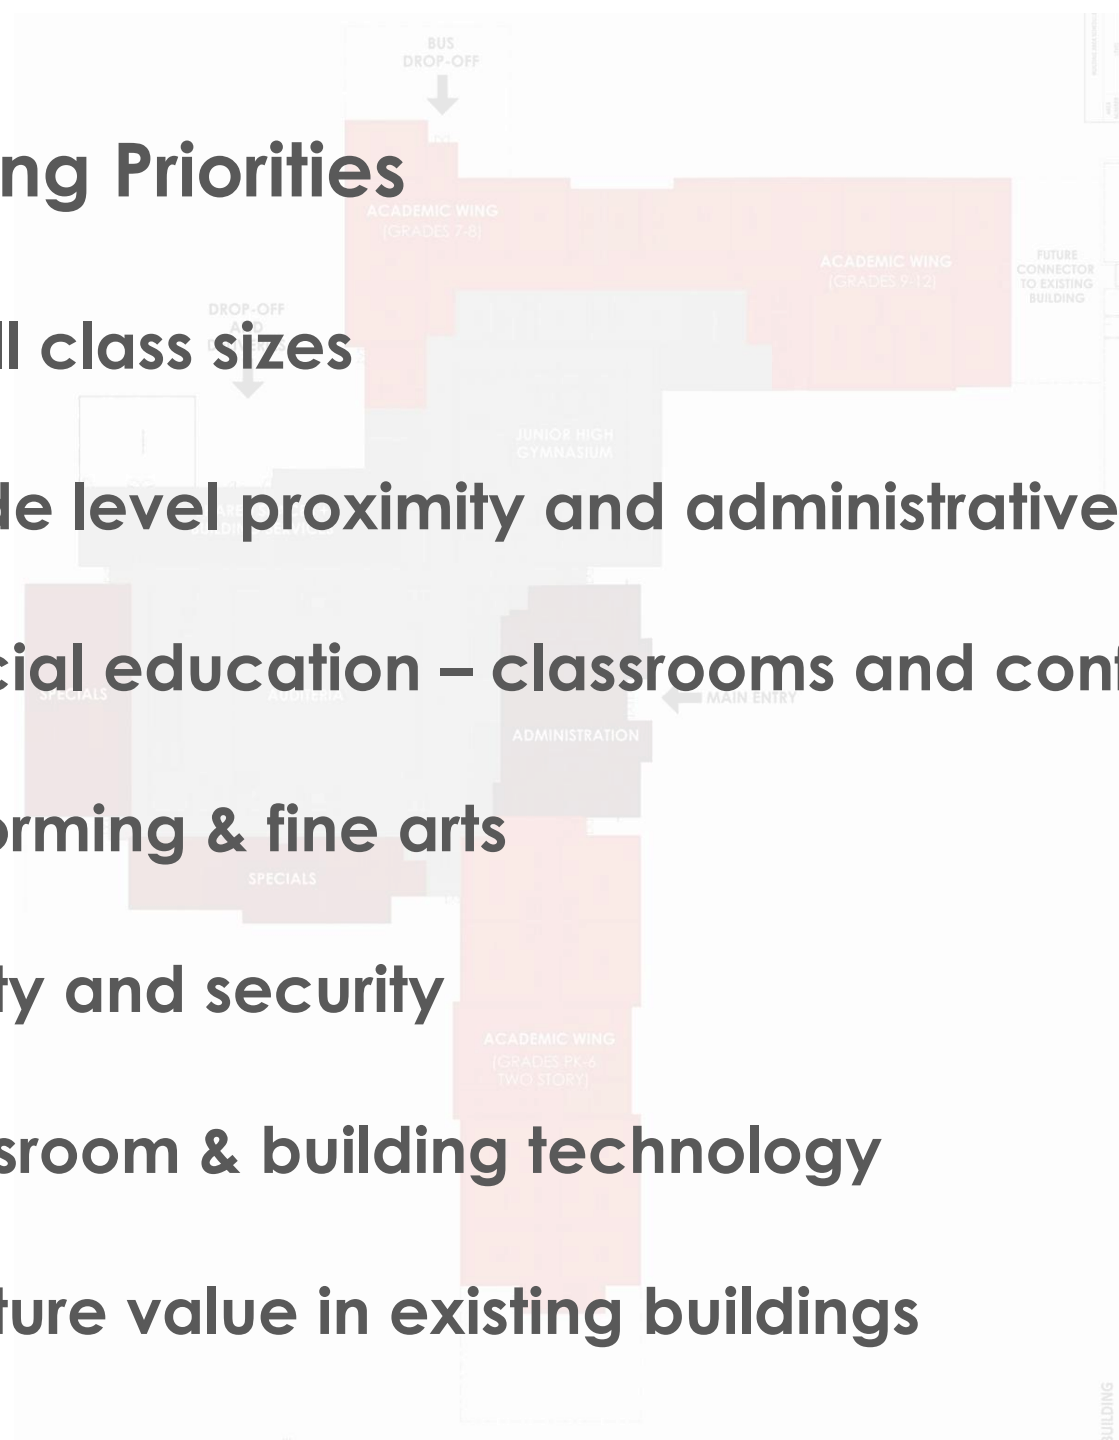 BUS
DROP-OFF
ng Priorities
ACADEMIC WING
(GRADES 7-8)
ACADEMIC WING
(GRADES 9-12)
FUTURE
CONNECTOR
TO EXISTING
BUILDING
DROP-OFF
AND
ll class sizes
JUNIOR HIGH
GYMNASIUM
de level proximity and administrative
cial education – classrooms and conf
SPECIALS
MAIN ENTRY
ADMINISTRATION
orming & fine arts
SPECIALS
ty and security
ACADEMIC WING
(GRADES PK-6
TWO STORY)
sroom & building technology
ture value in existing buildings
BUILDING